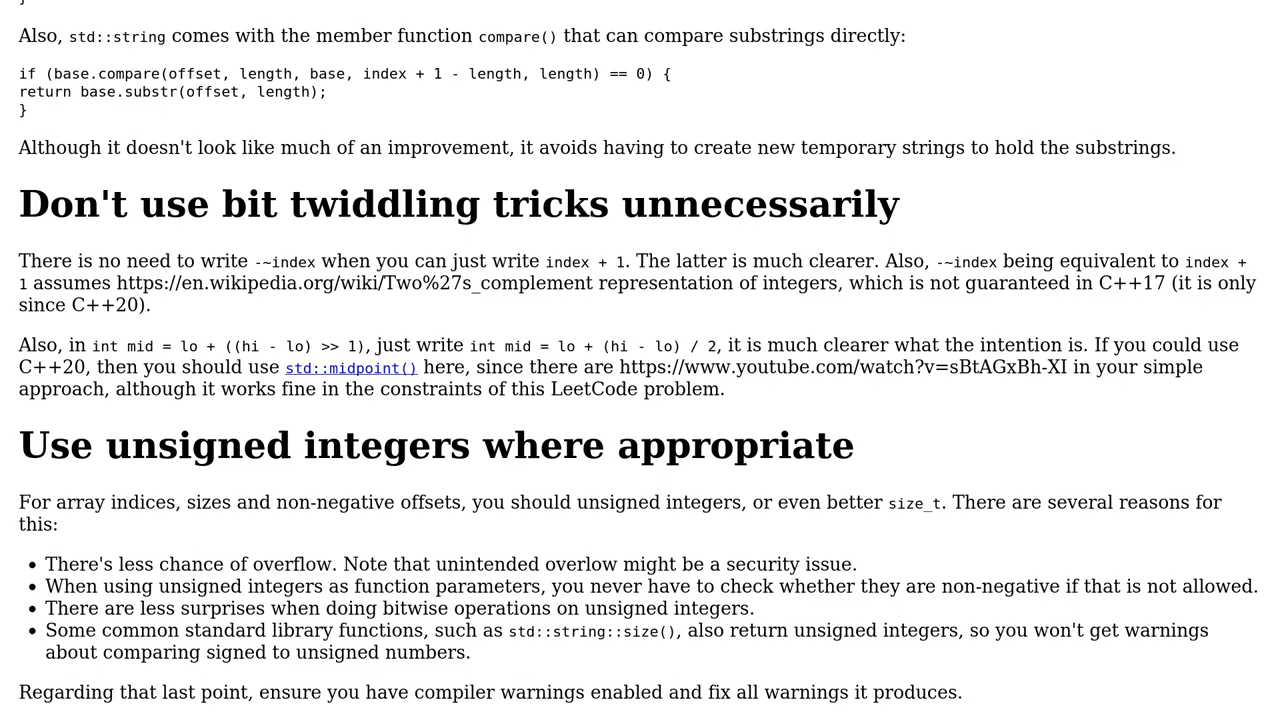 }
Also, std::string comes with the member function compare() that can compare substrings directly:
if (base.compare(offset, length, base, index + 1 - length, length) == 0) {
return base.substr(offset, length);
}
Although it doesn't look like much of an improvement, it avoids having to create new temporary strings to hold the substrings.
Don't use bit twiddling tricks unnecessarily
There is no need to write -~index when you can just write index + 1. The latter is much clearer. Also, -~index being equivalent to index +
1 assumes https://en.wikipedia.org/wiki/Two%27s_complement representation of integers, which is not guaranteed in C++17 (it is only
since C++20).
Also, in int mid = lo + ((hi - lo) >> 1), just write int mid = lo + (hi - lo) / 2, it is much clearer what the intention is. If you could use
C++20, then you should use std::midpoint() here, since there are https://www.youtube.com/watch?v=sBtAGxBh-XI in your simple
approach, although it works fine in the constraints of this LeetCode problem.
Use unsigned integers where appropriate
For array indices, sizes and non-negative offsets, you should unsigned integers, or even better size_t. There are several reasons for
this:
• There's less chance of overflow. Note that unintended overlow might be a security issue.
• When using unsigned integers as function parameters, you never have to check whether they are non-negative if that is not allowed.
• There are less surprises when doing bitwise operations on unsigned integers.
• Some common standard library functions, such as std::string::size(), also return unsigned integers, so you won't get warnings
about comparing signed to unsigned numbers.
Regarding that last point, ensure you have compiler warnings enabled and fix all warnings it produces.